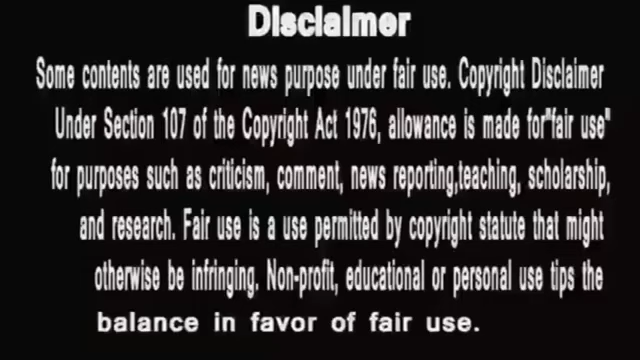 Disclaimer
Some contents are used for news purpose under fair use. Copyright Disclaimer
Under Section 107 of the Copyright Act 1976, allowance is made for"fair use"
for purposes such as criticism, comment, news reporting,teaching, scholarship,
and research. Fair use is a use permitted by copyright statute that might
otherwise be infringing. Non-profit, educational or personal use tips the
balance in favor of fair use.